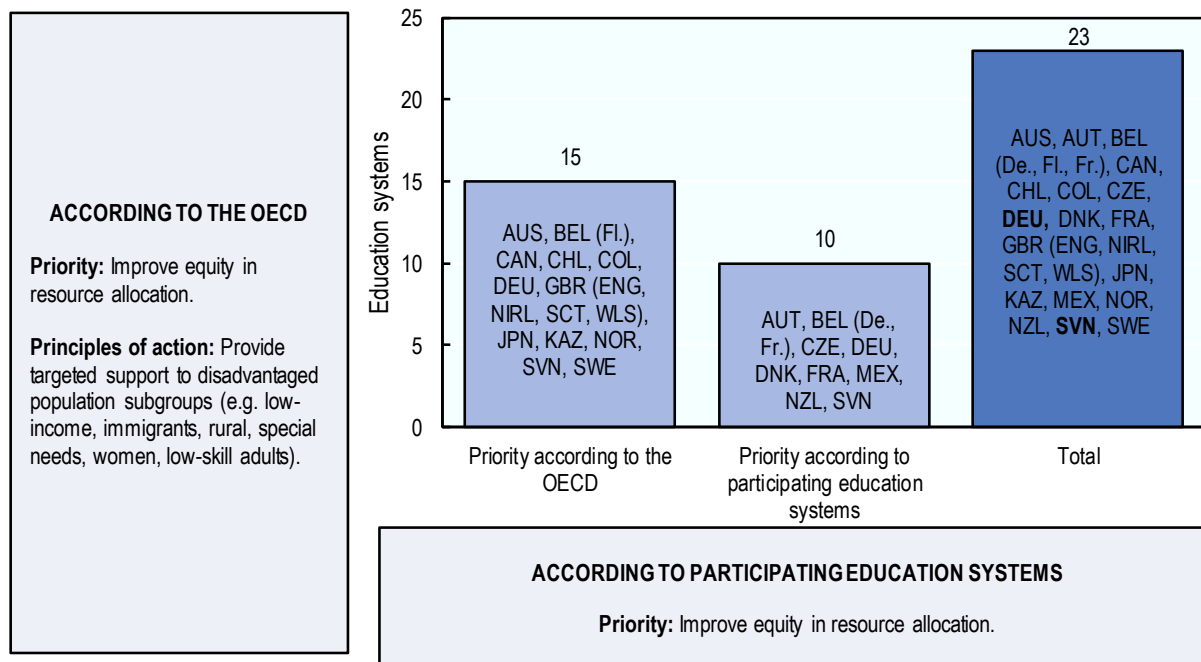 ACCORDING TO THE OECD
Priority: Improve equity in
resource allocation.
Principles of action: Provide
targeted support to disadvantaged
population subgroups (e.g. low-
income, immigrants, rural, special
needs, women, low-skill adults).
Education systems
25
20
15
10
5
0
15
AUS, BEL (Fl.),
CAN, CHL, COL,
DEU, GBR (ENG,
NIRL, SCT, WLS),
JPN, KAZ, NOR,
SVN, SWE
10
AUT, BEL (De.,
Fr.), CZE, DEU,
DNK, FRA, MEX,
NZL, SVN
23
AUS, AUT, BEL
(De., Fl., Fr.), CAN,
CHL, COL, CZE,
DEU, DNK, FRA,
GBR (ENG, NIRL,
SCT, WLS), JPN,
KAZ, MEX, NOR,
NZL, SVN, SWE
Priority according to the
OECD
Priority according to
participating education
systems
Total
ACCORDING TO PARTICIPATING EDUCATION SYSTEMS
Priority: Improve equity in resource allocation.